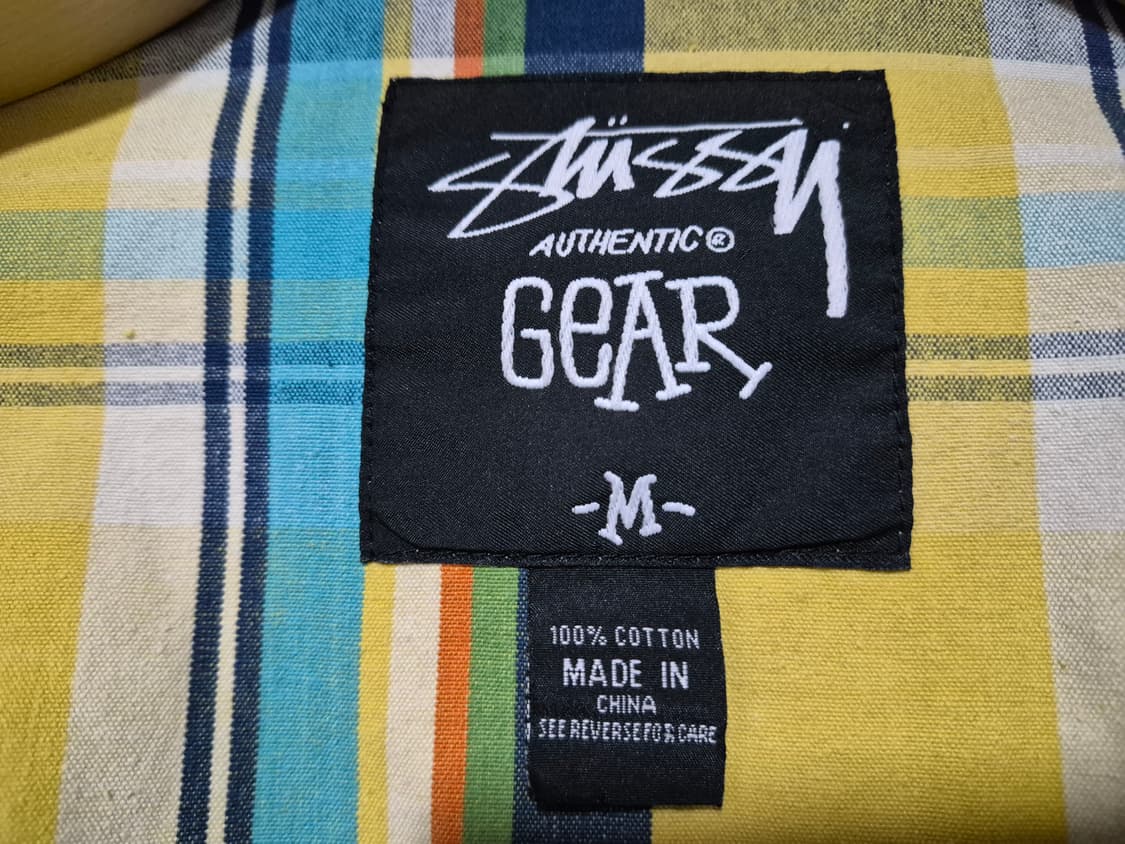 Stüssy
AUTHENTIC®
GEAR
-M-
100% COTTON
MADE IN
CHINA
SEE REVERSE FOR CARE